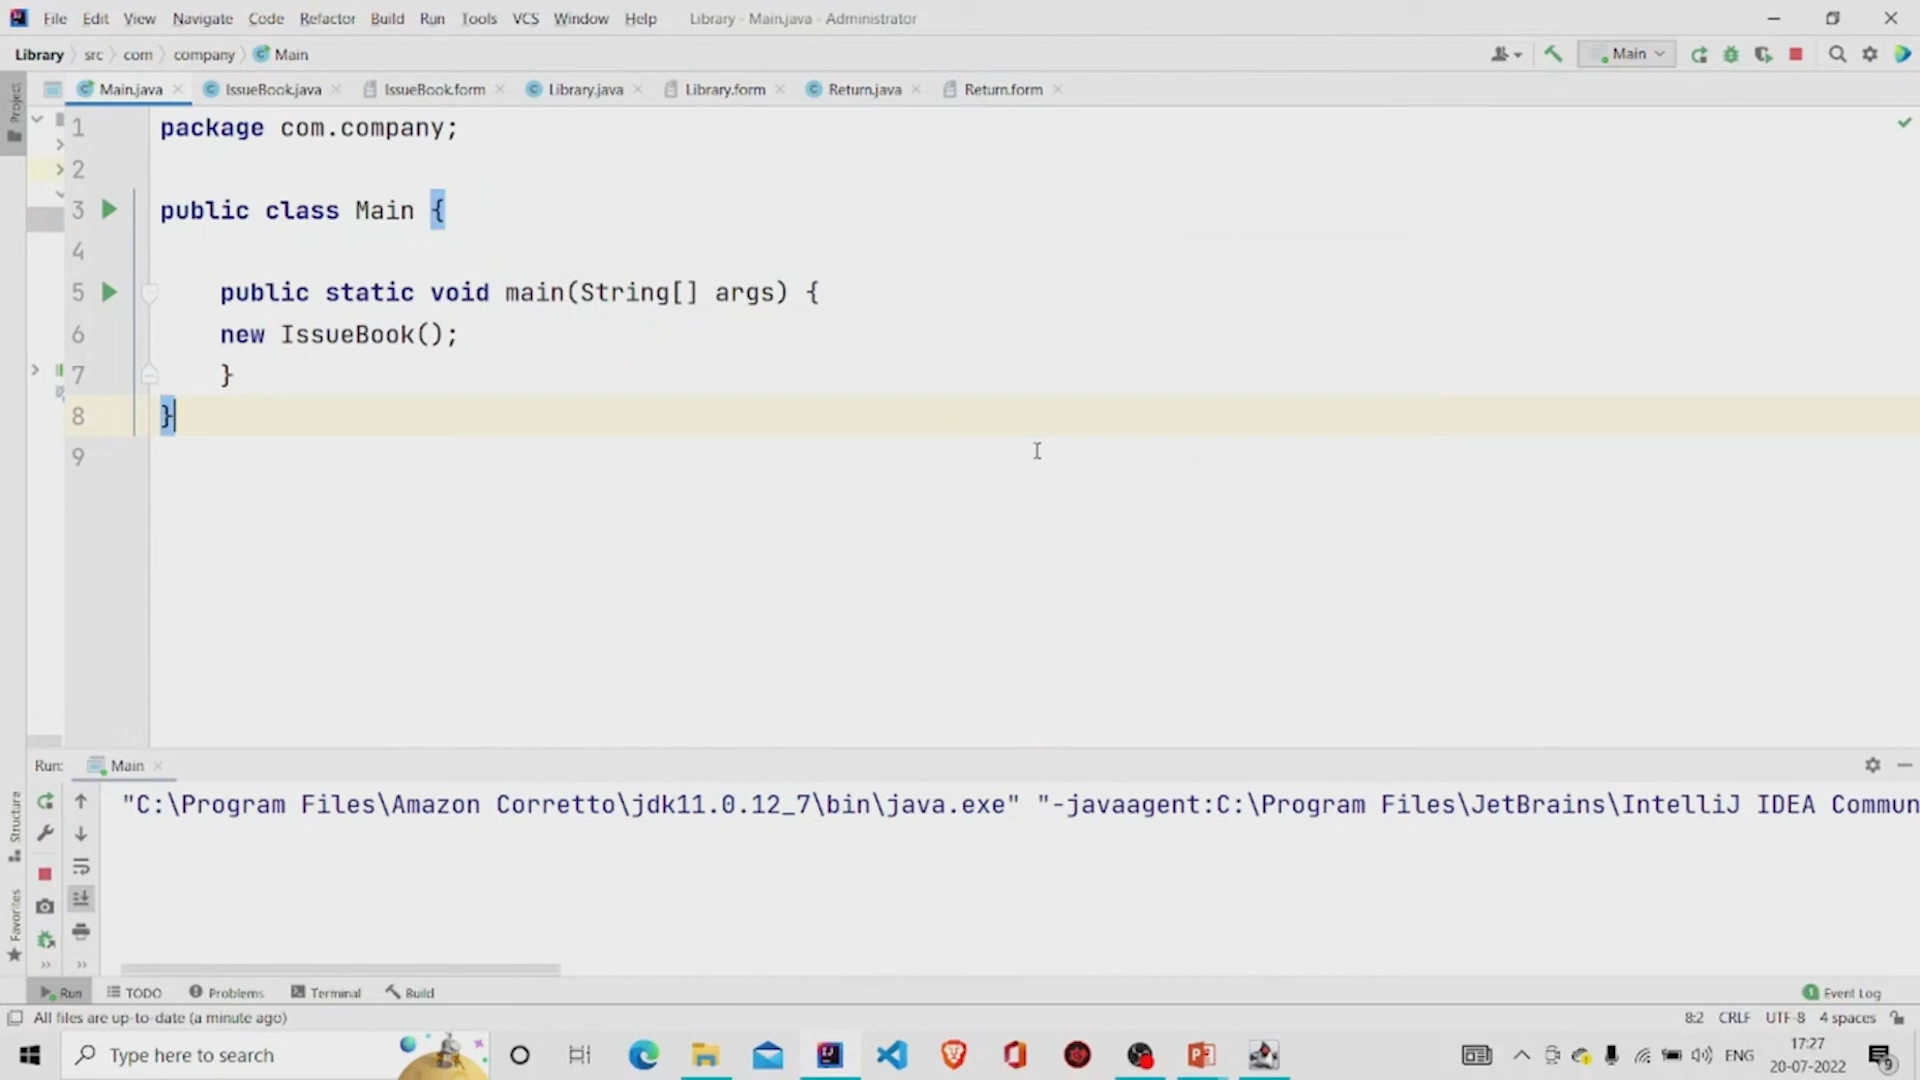 File Edit View Navigate Code Refactor Build Run Tools VCS Window Help Library - Main.java - Administrator
Library src com company Main Main
Project
Main.java IssueBook.java IssueBook.form Library.java Library.form Return.java Return.form
1 package com.company;
2
3 public class Main {
4
5 public static void main(String[] args) {
6 new IssueBook();
7 }
8 }
9
Run: Main
"C:\Program Files\Amazon Corretto\jdk11.0.12_7\bin\java.exe" "-javaagent:C:\Program Files\JetBrains\IntelliJ IDEA Commun
Structure
Favorites
Run TODO Problems Terminal Build 1 Event Log
All files are up-to-date (a minute ago) 8:2 CRLF UTF-8 4 spaces
Type here to search ENG 17:27
20-07-2022 9